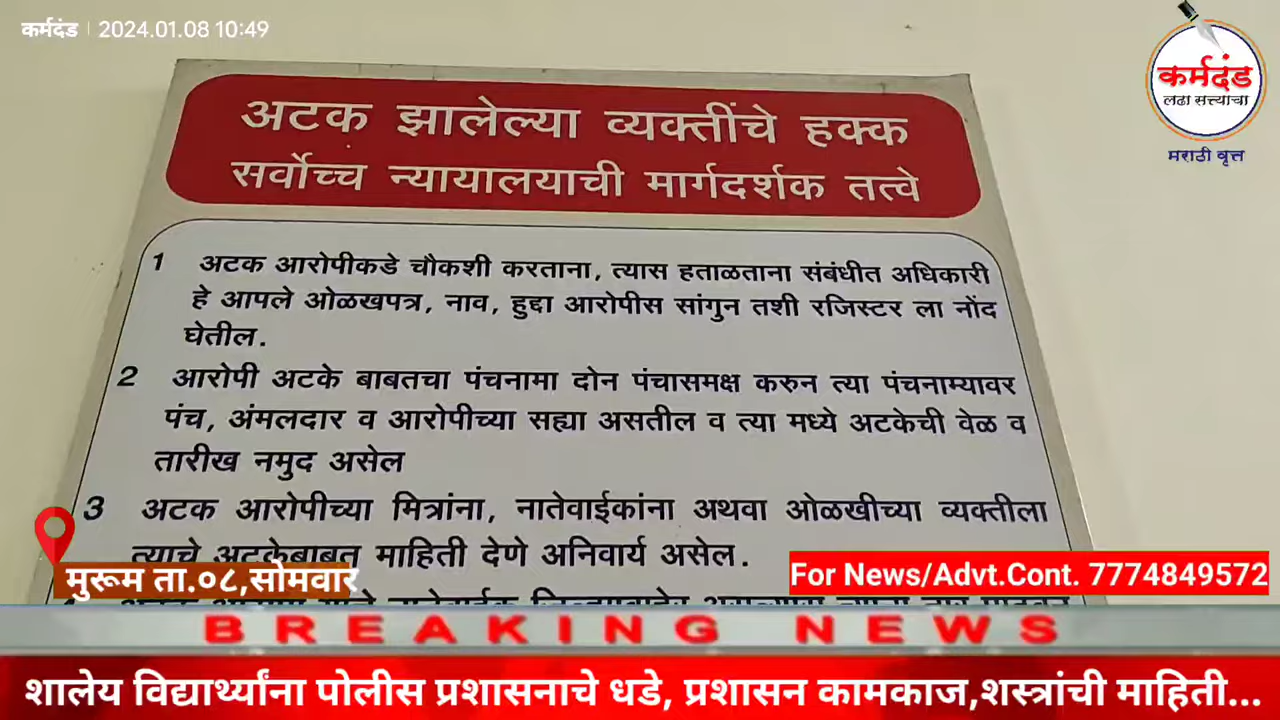 कर्मदंड | 2024.01.08 10:49
कर्मदंड
लढा सत्याचा
मराठी वृत्त
अटक झालेल्या व्यक्तींचे हक्क
सर्वोच्च न्यायालयाची मार्गदर्शक तत्वे
1 अटक आरोपीकडे चौकशी करताना, त्यास हताळताना संबंधीत अधिकारी
हे आपले ओळखपत्र, नाव, हुद्दा आरोपीस सांगुन तशी रजिस्टर ला नोंद
घेतील.
2 आरोपी अटके बाबतचा पंचनामा दोन पंचासमक्ष करुन त्या पंचनाम्यावर
पंच, अंमलदार व आरोपीच्या सह्या असतील व त्या मध्ये अटकेची वेळ व
तारीख नमुद असेल
3 अटक आरोपीच्या मित्रांना, नातेवाईकांना अथवा ओळखीच्या व्यक्तीला
त्याचे अटकेबाबत माहिती देणे अनिवार्य असेल.
मुरूम ता.०८,सोमवार
For News/Advt.Cont. 7774849572
BREAKING NEWS
शालेय विद्यार्थ्यांना पोलीस प्रशासनाचे धडे, प्रशासन कामकाज,शस्त्रांची माहिती...